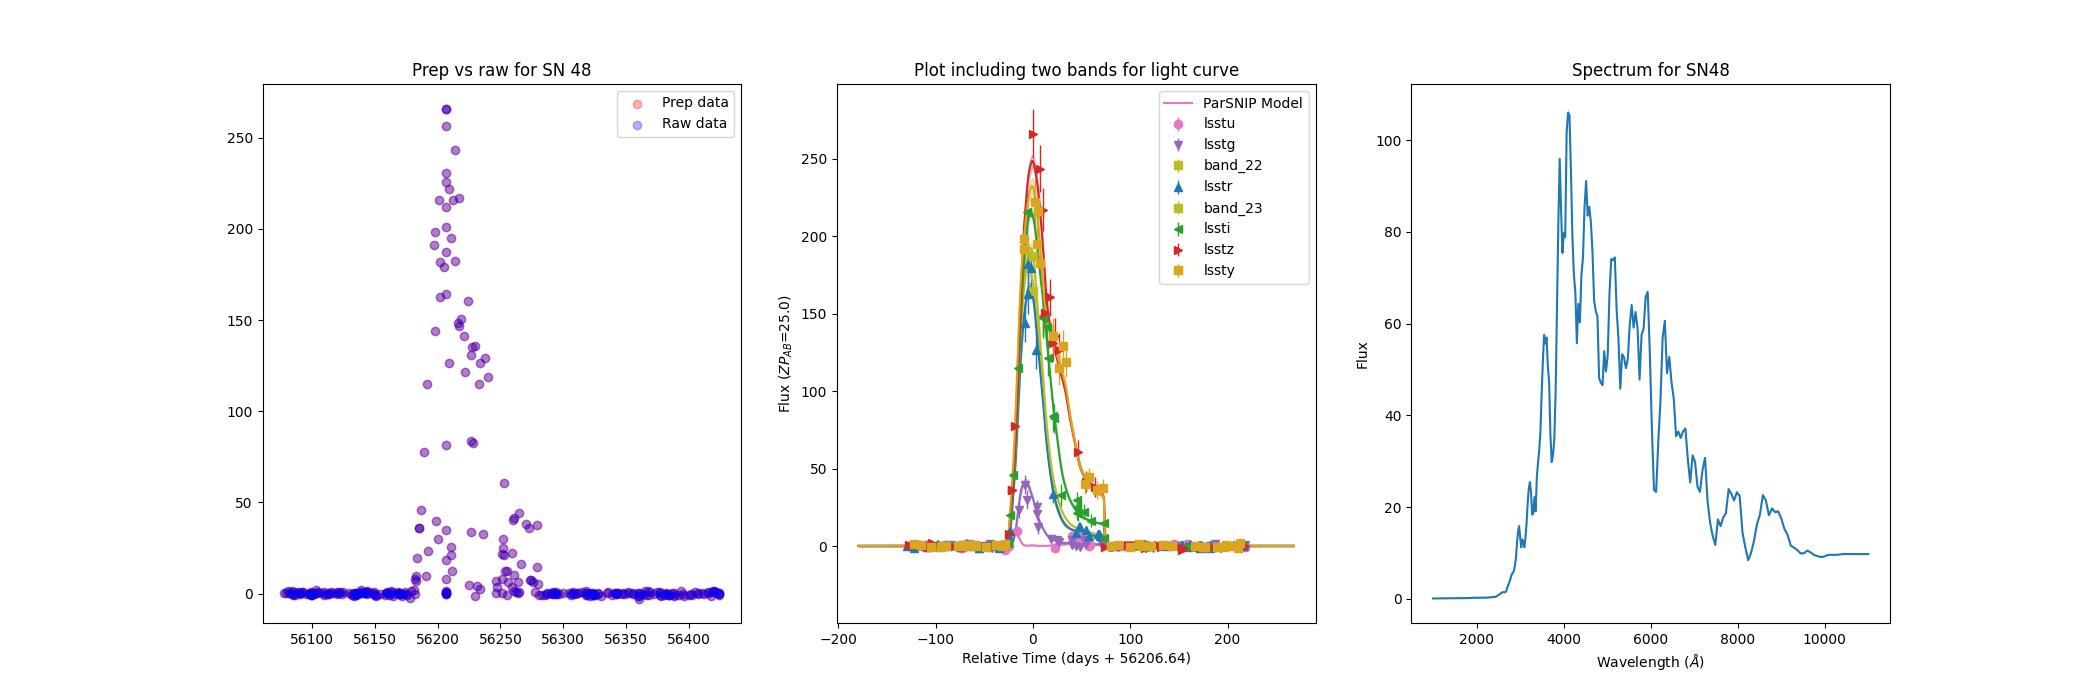 Prep vs raw for SN 48
Prep data
Raw data
250
200
150
100
50
0
56100 56150 56200 56250 56300 56350 56400
Plot including two bands for light curve
ParSNIP Model
lsstu
lsstg
band_22
lsstr
band_23
lssti
lsstz
lssty
Flux (ZP_AB=25.0)
250
200
150
100
50
0
−200 −100 0 100 200
Relative Time (days + 56206.64)
Spectrum for SN48
Flux
100
80
60
40
20
0
2000 4000 6000 8000 10000
Wavelength (Å)